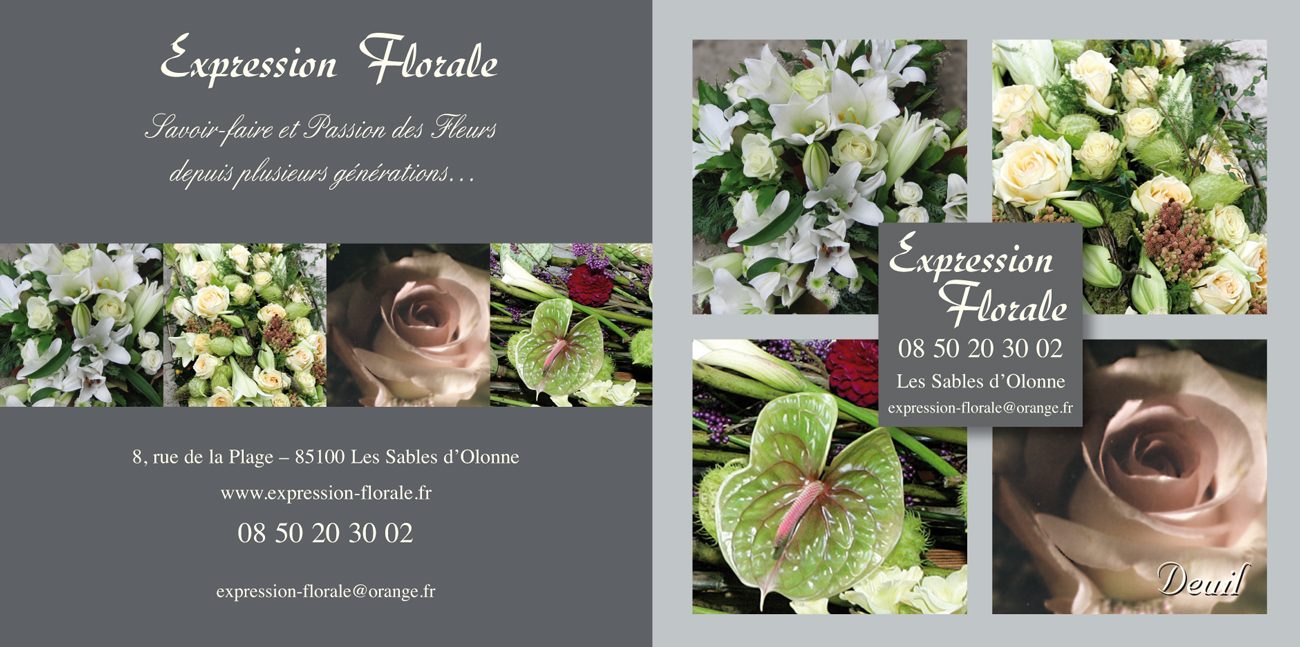 Expression Florale
Savoir-faire et Passion des Fleurs
depuis plusieurs générations…
8, rue de la Plage – 85100 Les Sables d’Olonne
www.expression-florale.fr
08 50 20 30 02
expression-florale@orange.fr
Expression
Florale
08 50 20 30 02
Les Sables d’Olonne
expression-florale@orange.fr
Deuil